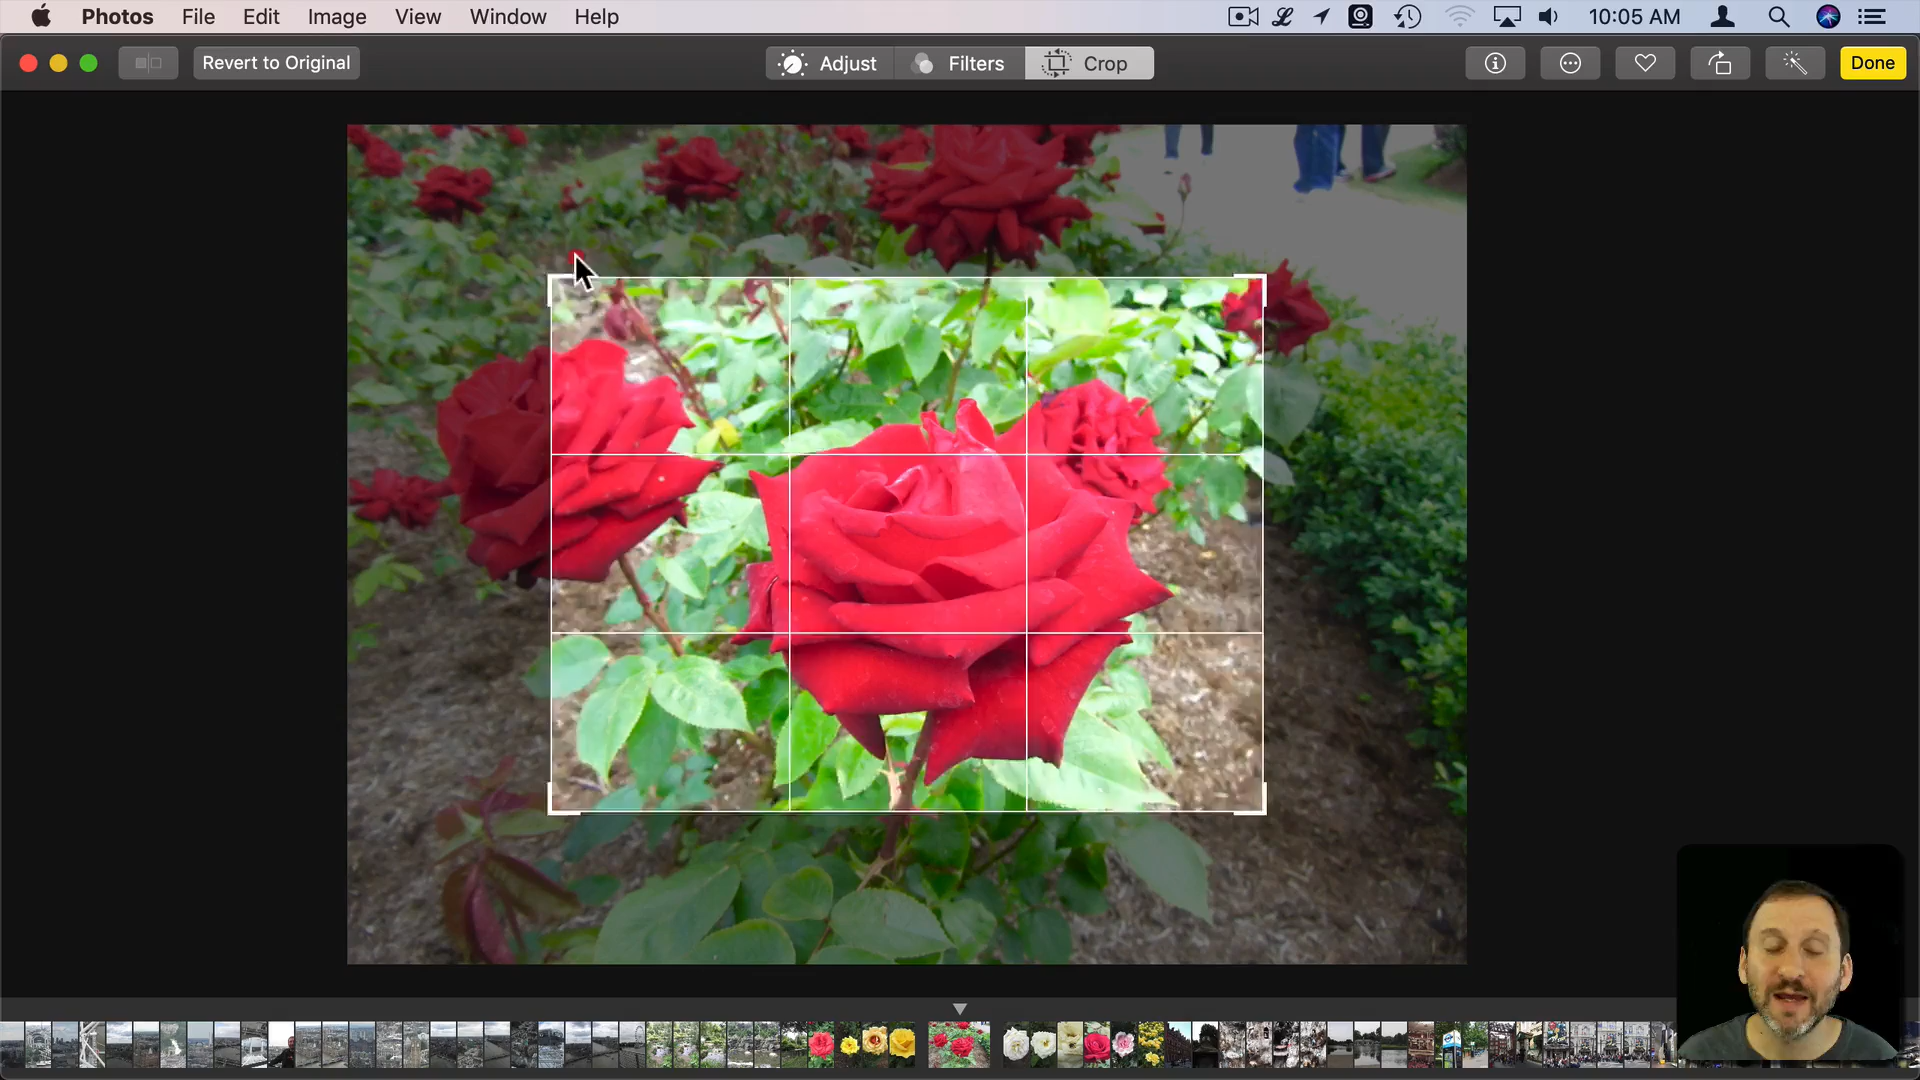 Photos File Edit Image View Window Help 10:05 AM
Revert to Original Adjust Filters Crop Done